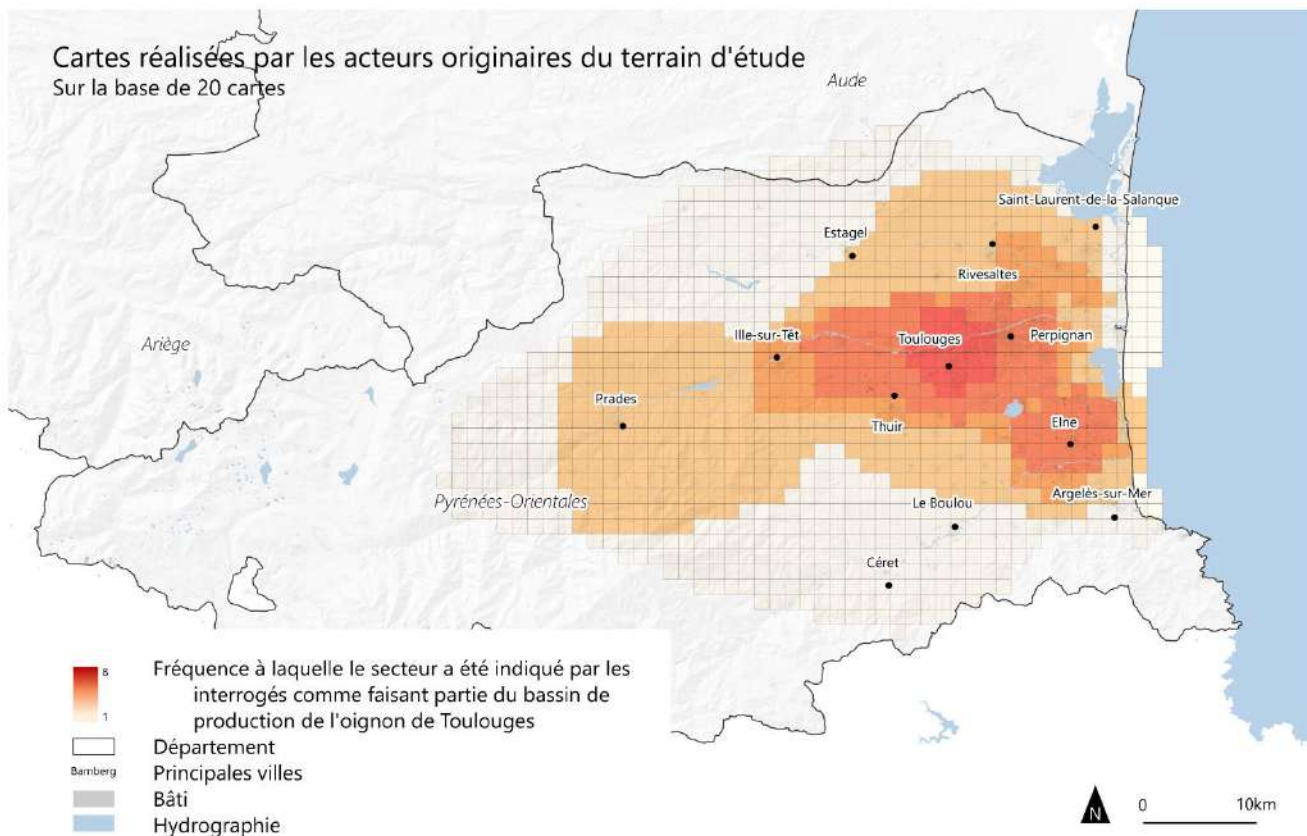 Cartes réalisées par les acteurs originaires du terrain d'étude
Sur la base de 20 cartes
Aude
Saint-Laurent-de-la-Salanque
Estagel
Rivesaltes
Ariège
Ille-sur-Têt
Toulouges
Perpignan
Prades
Thuir
Elne
Pyrénées-Orientales
Le Boulou
Argelès-sur-Mer
Céret
8
1
Fréquence à laquelle le secteur a été indiqué par les
interrogés comme faisant partie du bassin de
production de l'oignon de Toulouges
Département
Bamberg Principales villes
Bâti
Hydrographie
N
0 10km